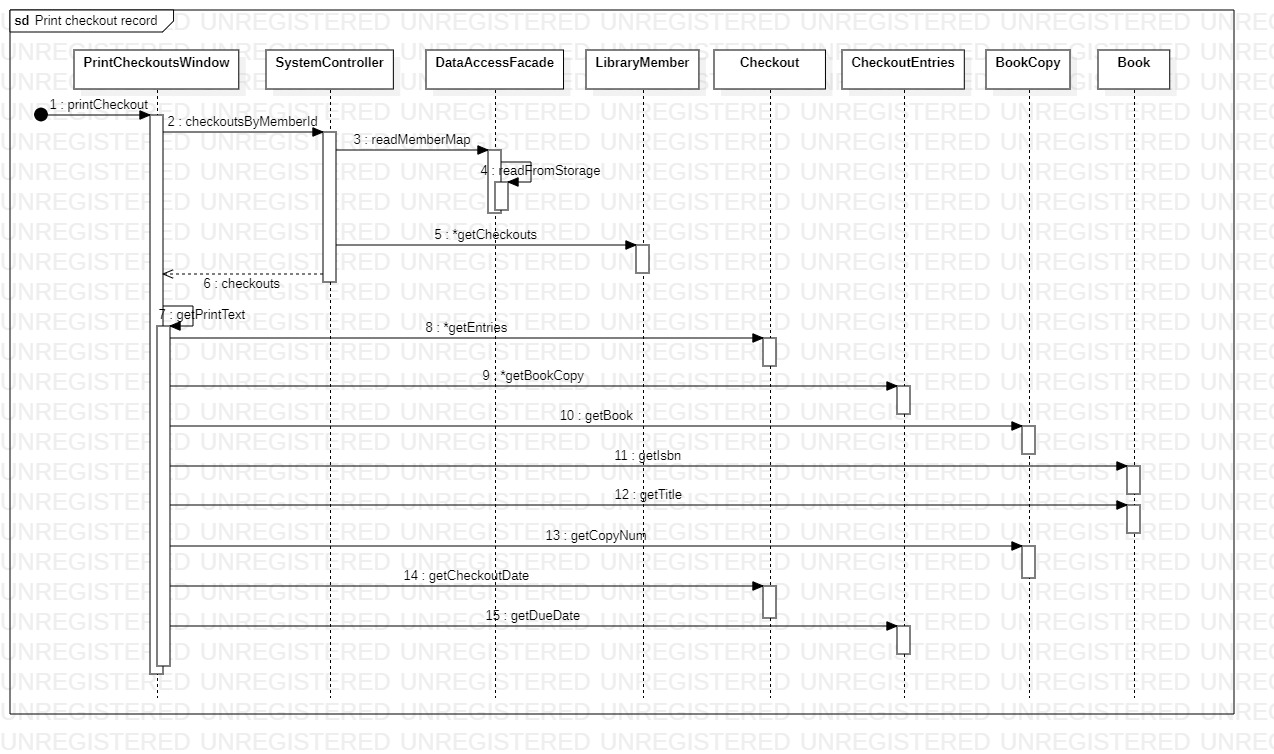 sd Print checkout record
PrintCheckoutsWindow SystemController DataAccessFacade LibraryMember Checkout CheckoutEntries BookCopy Book
1 : printCheckout
2 : checkoutsByMemberId
3 : readMemberMap
4 : readFromStorage
5 : *getCheckouts
6 : checkouts
7 : getPrintText
8 : *getEntries
9 : *getBookCopy
10 : getBook
11 : getIsbn
12 : getTitle
13 : getCopyNum
14 : getCheckoutDate
15 : getDueDate
UNREGISTERED UNREGISTERED UNREGISTERED UNREGISTERED UNREGISTERED UNREGISTERED